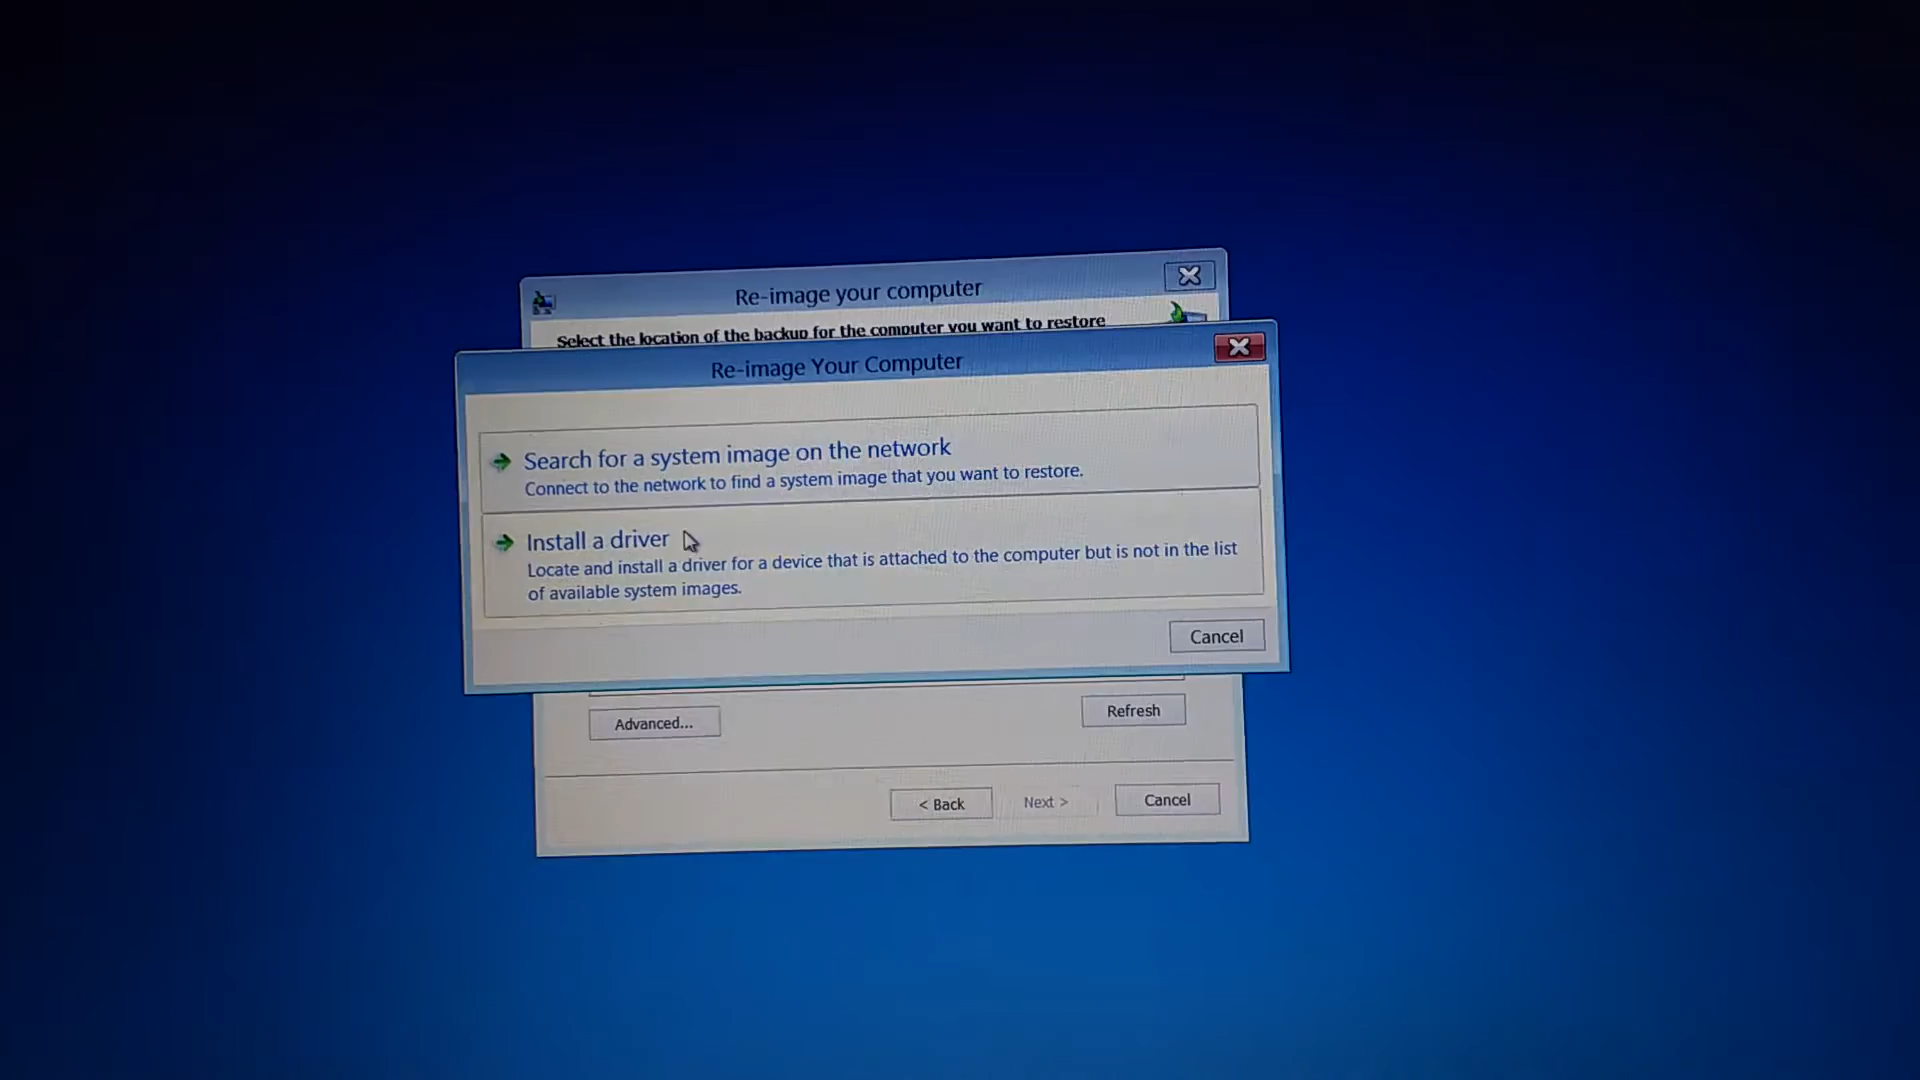 Re-image your computer
Select the location of the backup for the computer you want to restore
Re-image Your Computer
Search for a system image on the network
Connect to the network to find a system image that you want to restore.
Install a driver
Locate and install a driver for a device that is attached to the computer but is not in the list
of available system images.
Cancel
Advanced...
Refresh
< Back
Next >
Cancel